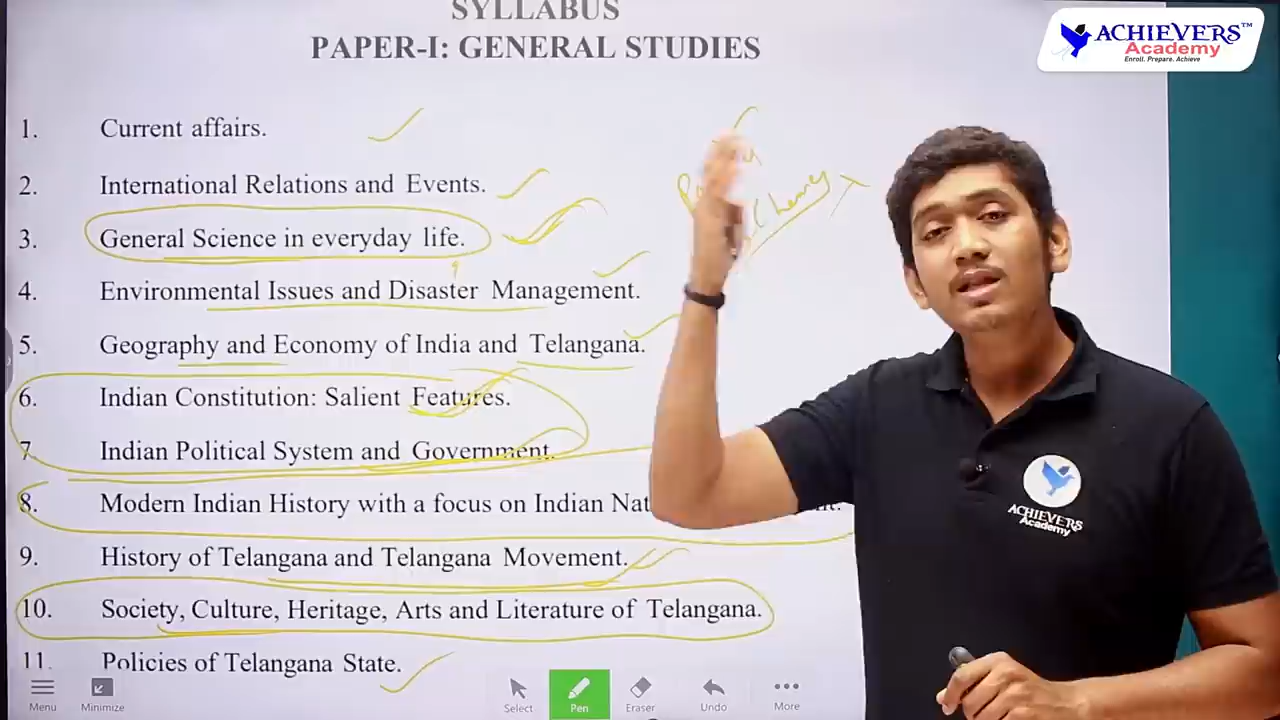 SYLLABUS
PAPER-I: GENERAL STUDIES
ACHIEVERS™
Academy
Enroll. Prepare. Achieve
1. Current affairs.
2. International Relations and Events.
3. General Science in everyday life.
4. Environmental Issues and Disaster Management.
5. Geography and Economy of India and Telangana.
6. Indian Constitution: Salient Features.
7. Indian Political System and Government.
8. Modern Indian History with a focus on Indian
9. History of Telangana and Telangana Movement.
10. Society, Culture, Heritage, Arts and Literature of Telangana.
11. Policies of Telangana State.
ACHIEVERS
Academy
Menu
Minimize
Select
Pen
Eraser
Undo
More